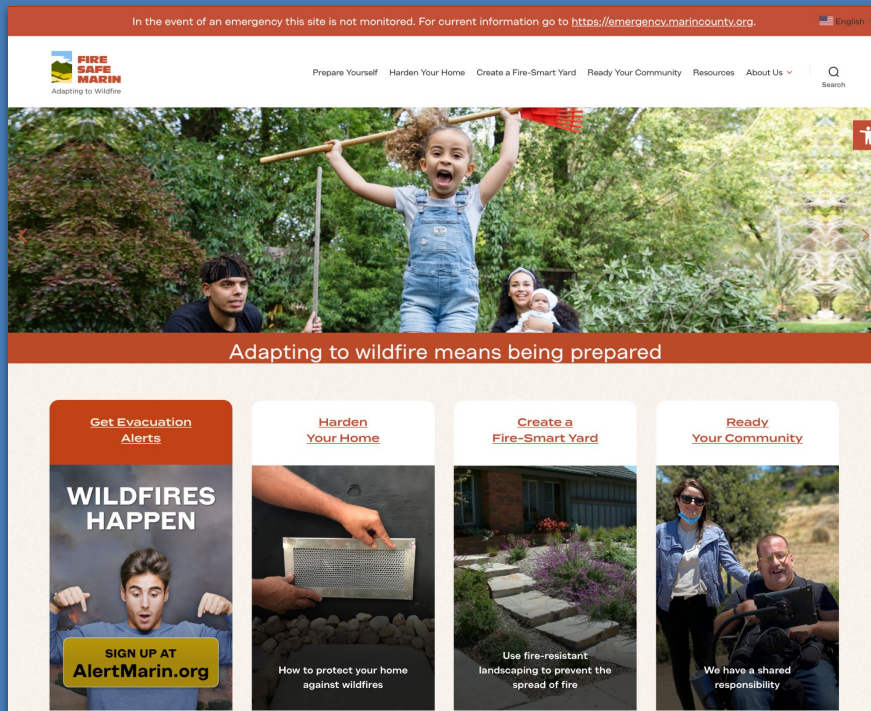 In the event of an emergency this site is not monitored. For current information go to https://emergency.marincounty.org.
English
FIRE
SAFE
MARIN
Adapting to Wildfire
Prepare Yourself Harden Your Home Create a Fire-Smart Yard Ready Your Community Resources About Us
Search
Adapting to wildfire means being prepared
Get Evacuation
Alerts
WILDFIRES
HAPPEN
SIGN UP AT
AlertMarin.org
Harden
Your Home
How to protect your home
against wildfires
Create a
Fire-Smart Yard
Use fire-resistant
landscaping to prevent the
spread of fire
Ready
Your Community
We have a shared
responsibility